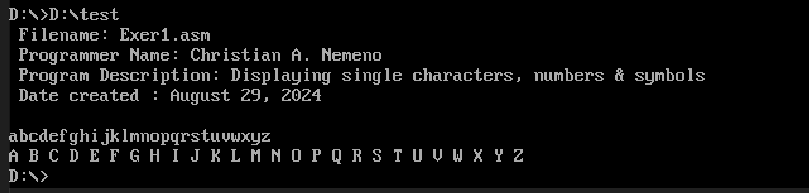 D:\>D:\test
Filename: Exer1.asm
Programmer Name: Christian A. Nemeno
Program Description: Displaying single characters, numbers & symbols
Date created : August 29, 2024
abcdefghijklmnopqrstuvwxyz
A B C D E F G H I J K L M N O P Q R S T U V W X Y Z
D:\>